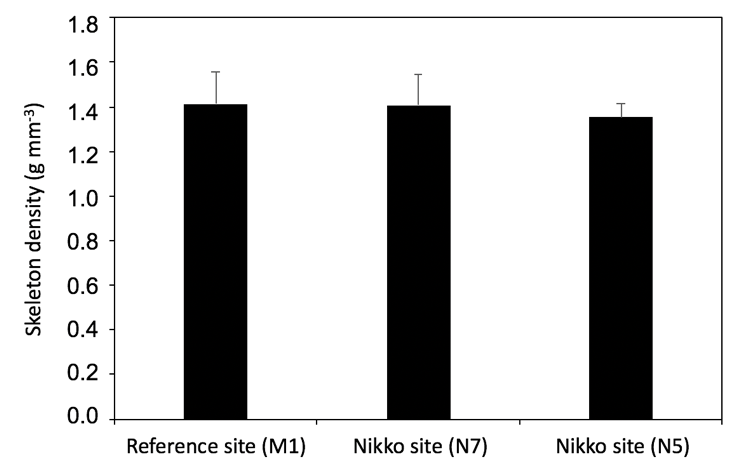 1.8
1.6
1.4
1.2
1.0
0.8
0.6
0.4
0.2
0.0
Skeleton density (g mm⁻³)
Reference site (M1)
Nikko site (N7)
Nikko site (N5)